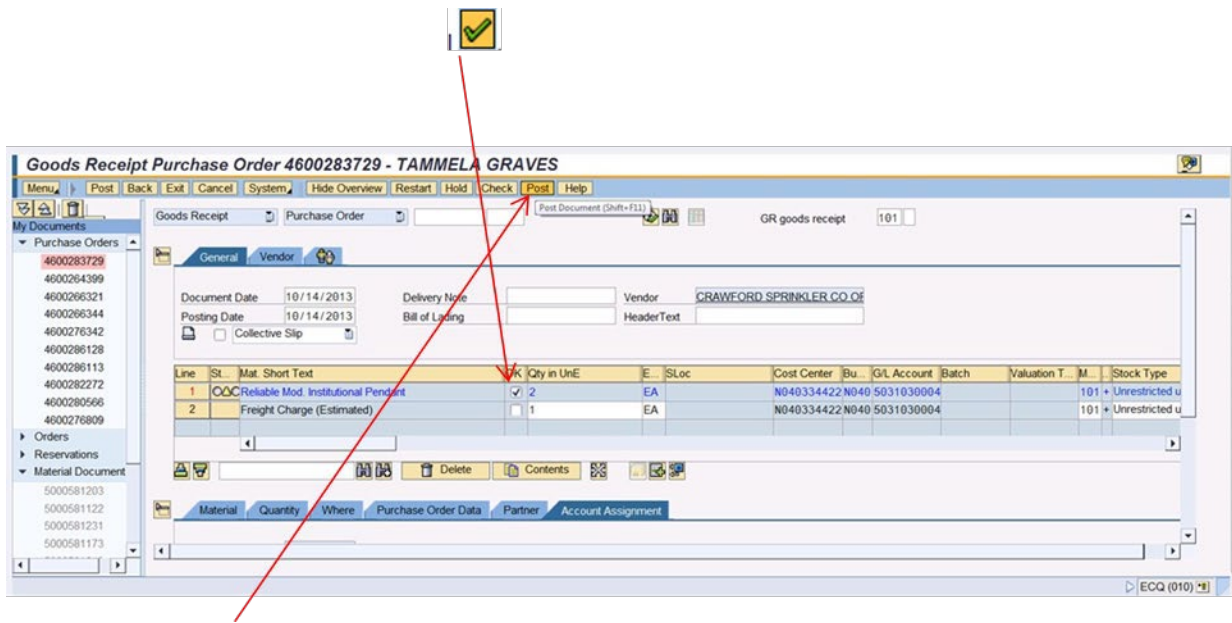 Goods Receipt Purchase Order 4600283729 - TAMMELA GRAVES
Menu Post Back Exit Cancel System Hide Overview Restart Hold Check Post Help
Post Document (Shift+F11)
My Documents
Purchase Orders
4600283729
4600264399
4600266321
4600266344
4600276342
4600286128
4600286113
4600282272
4600280566
4600276809
Orders
Reservations
Material Document
5000581203
5000581122
5000581231
5000581173
Goods Receipt Purchase Order GR goods receipt 101
General Vendor
Document Date 10/14/2013 Delivery Note Vendor CRAWFORD SPRINKLER CO OF
Posting Date 10/14/2013 Bill of Lading HeaderText
Collective Slip
Line St... Mat. Short Text OK Qty in UnE E... SLoc Cost Center Bu... G/L Account Batch Valuation T... M... Stock Type
1 Reliable Mod. Institutional Pendant 2 EA N040334422 N040 5031030004 101 + Unrestricted u
2 Freight Charge (Estimated) 1 EA N040334422 N040 5031030004 101 + Unrestricted u
Delete Contents
Material Quantity Where Purchase Order Data Partner Account Assignment
ECQ (010)